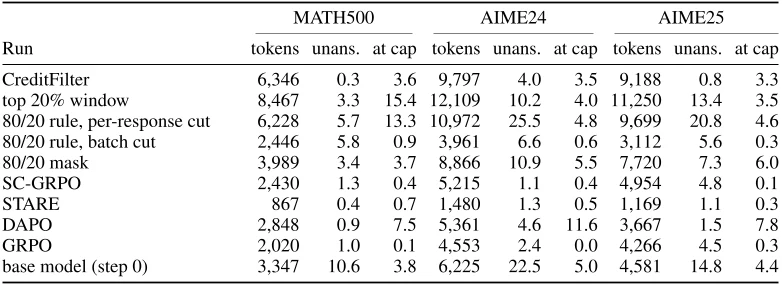 MATH500 AIME24 AIME25
Run tokens unans. at cap tokens unans. at cap tokens unans. at cap
CreditFilter 6,346 0.3 3.6 9,797 4.0 3.5 9,188 0.8 3.3
top 20% window 8,467 3.3 15.4 12,109 10.2 4.0 11,250 13.4 3.5
80/20 rule, per-response cut 6,228 5.7 13.3 10,972 25.5 4.8 9,699 20.8 4.6
80/20 rule, batch cut 2,446 5.8 0.9 3,961 6.6 0.6 3,112 5.6 0.3
80/20 mask 3,989 3.4 3.7 8,866 10.9 5.5 7,720 7.3 6.0
SC-GRPO 2,430 1.3 0.4 5,215 1.1 0.4 4,954 4.8 0.1
STARE 867 0.4 0.7 1,480 1.3 0.5 1,169 1.1 0.3
DAPO 2,848 0.9 7.5 5,361 4.6 11.6 3,667 1.5 7.8
GRPO 2,020 1.0 0.1 4,553 2.4 0.0 4,266 4.5 0.3
base model (step 0) 3,347 10.6 3.8 6,225 22.5 5.0 4,581 14.8 4.4